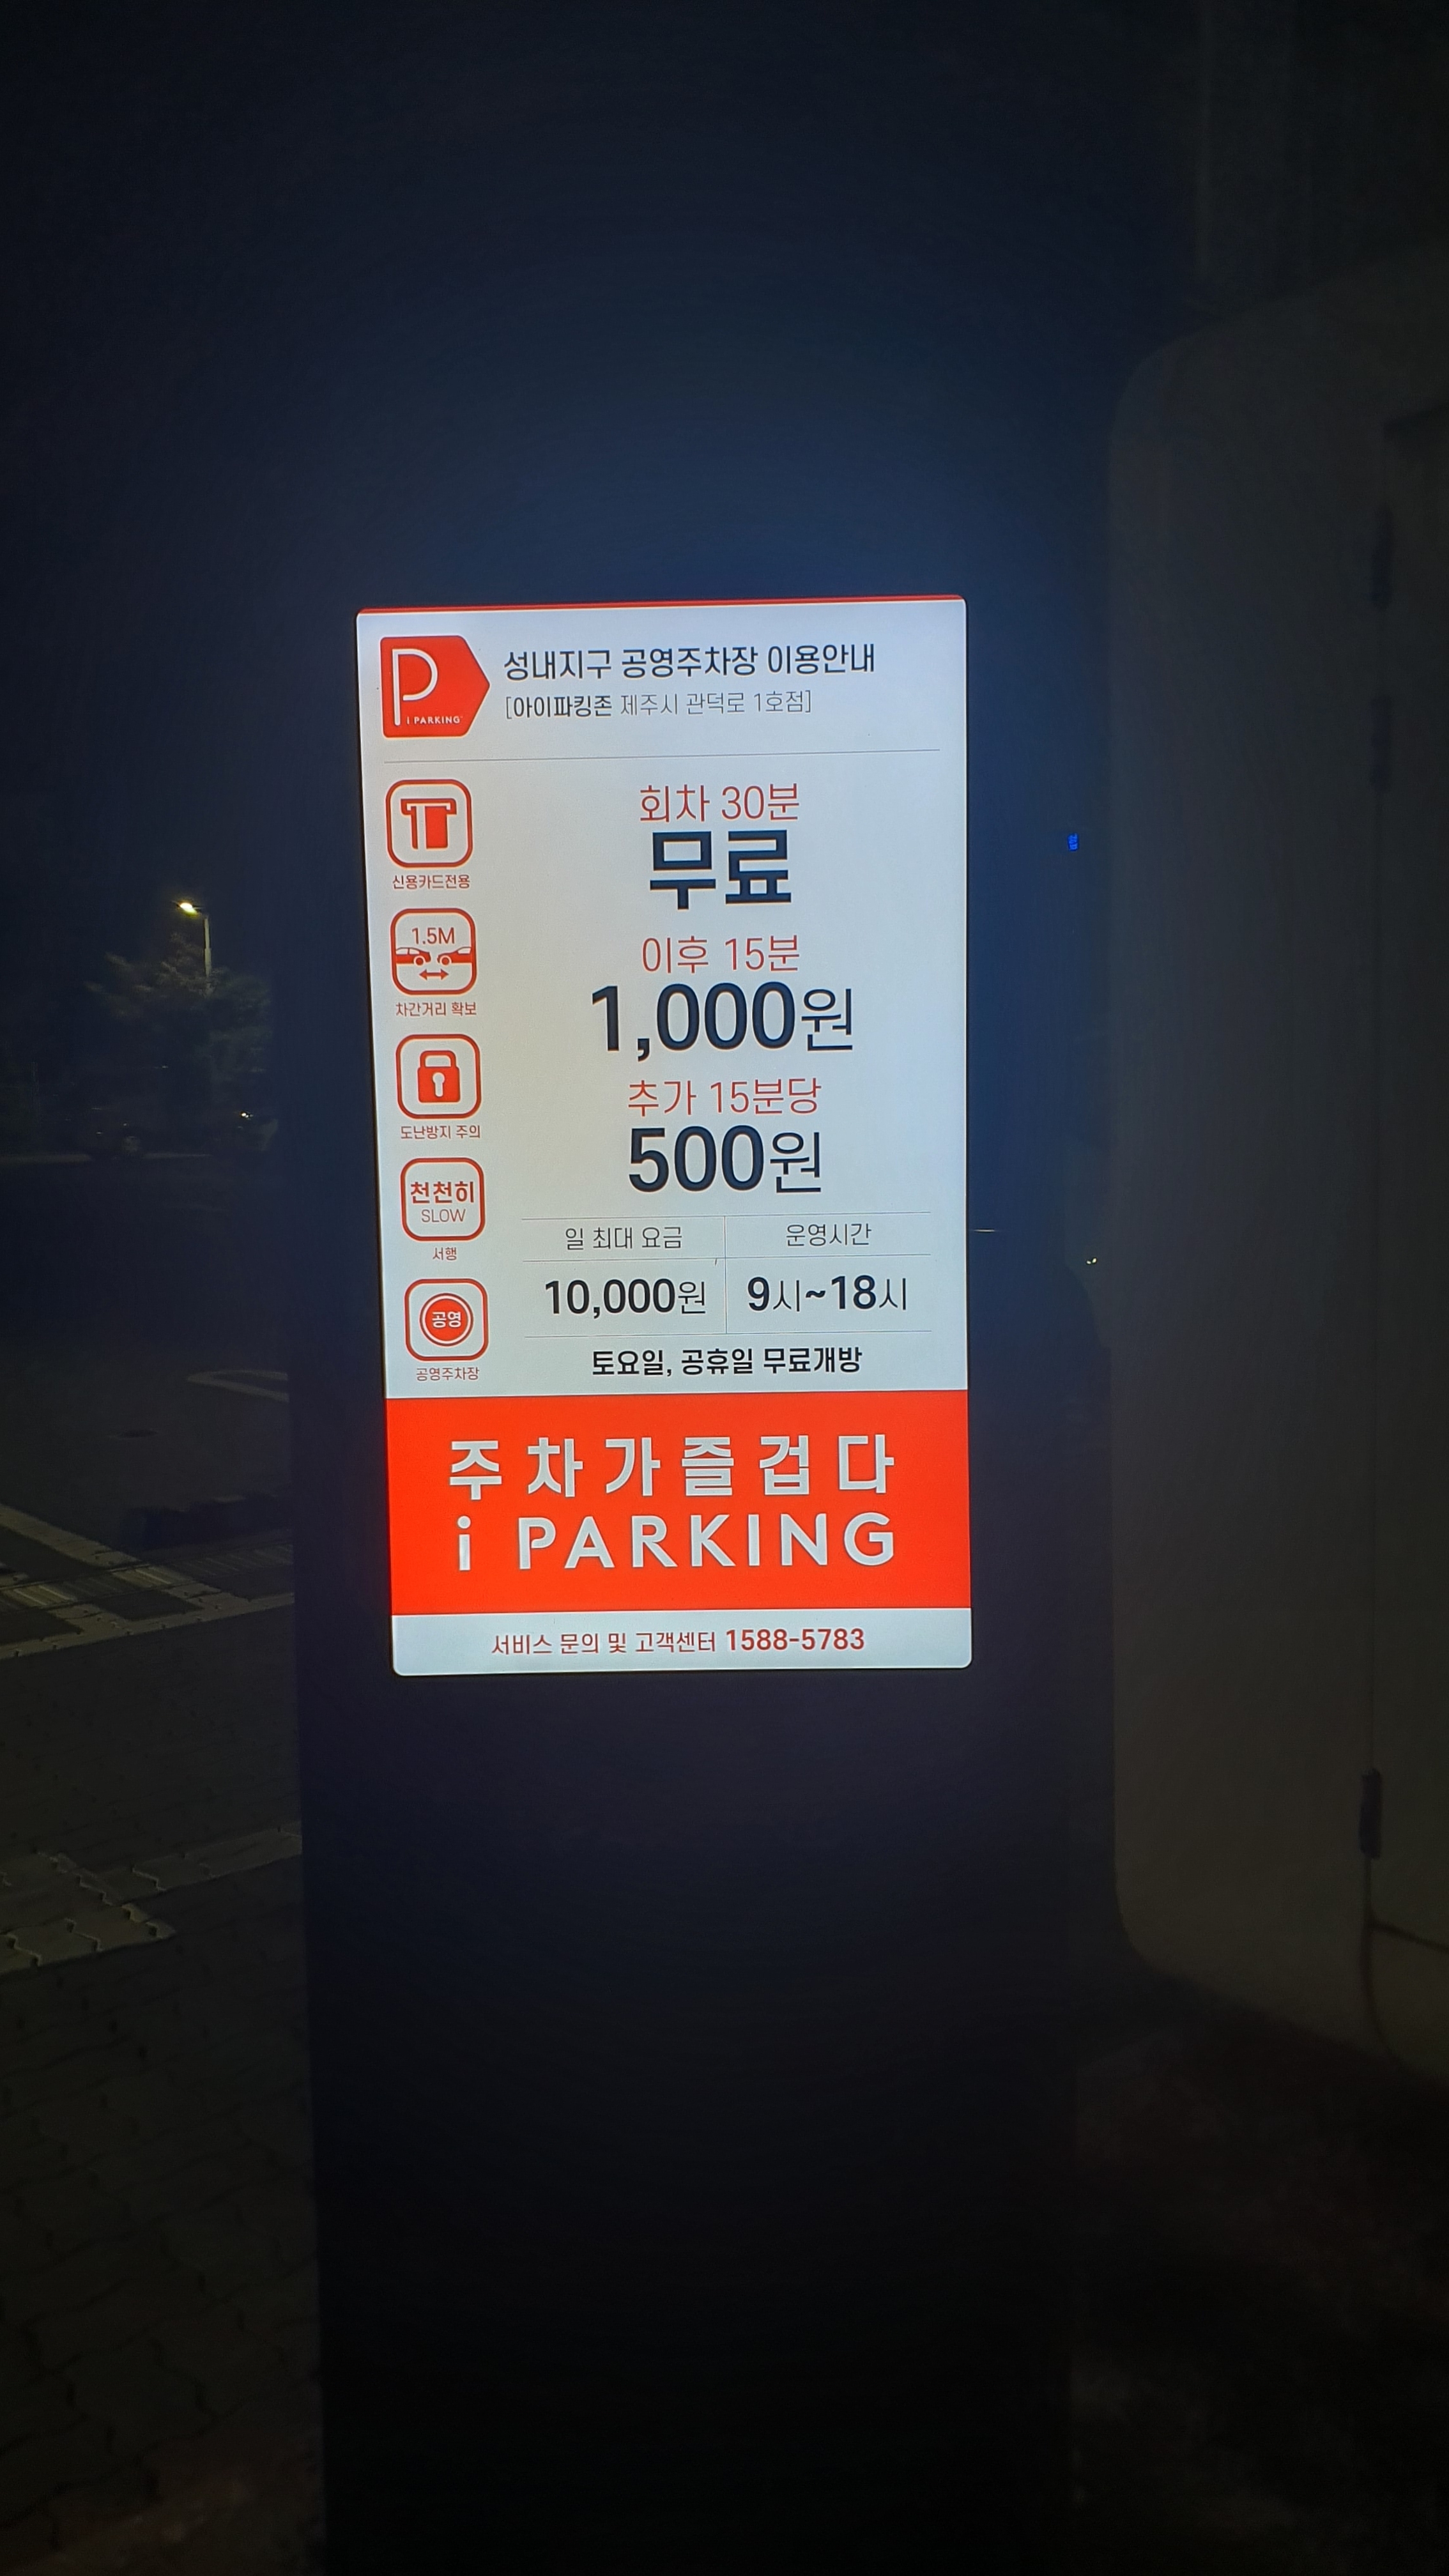 P
i PARKING
성내지구 공영주차장 이용안내
[아이파킹존 제주시 관덕로 1호점]
신용카드전용
1.5M
차간거리 확보
도난방지 주의
천천히
SLOW
서행
공영
공영주차장
회차 30분
무료
이후 15분
1,000원
추가 15분당
500원
일 최대 요금 운영시간
10,000원 9시~18시
토요일, 공휴일 무료개방
주차가즐겁다
i PARKING
서비스 문의 및 고객센터 1588-5783